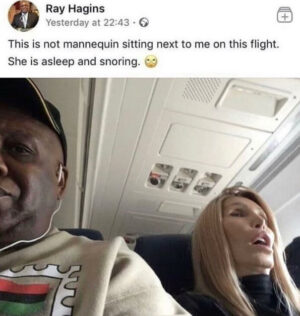 Ray Hagins
Yesterday at 22:43 ·
This is not mannequin sitting next to me on this flight.
She is asleep and snoring. 😴